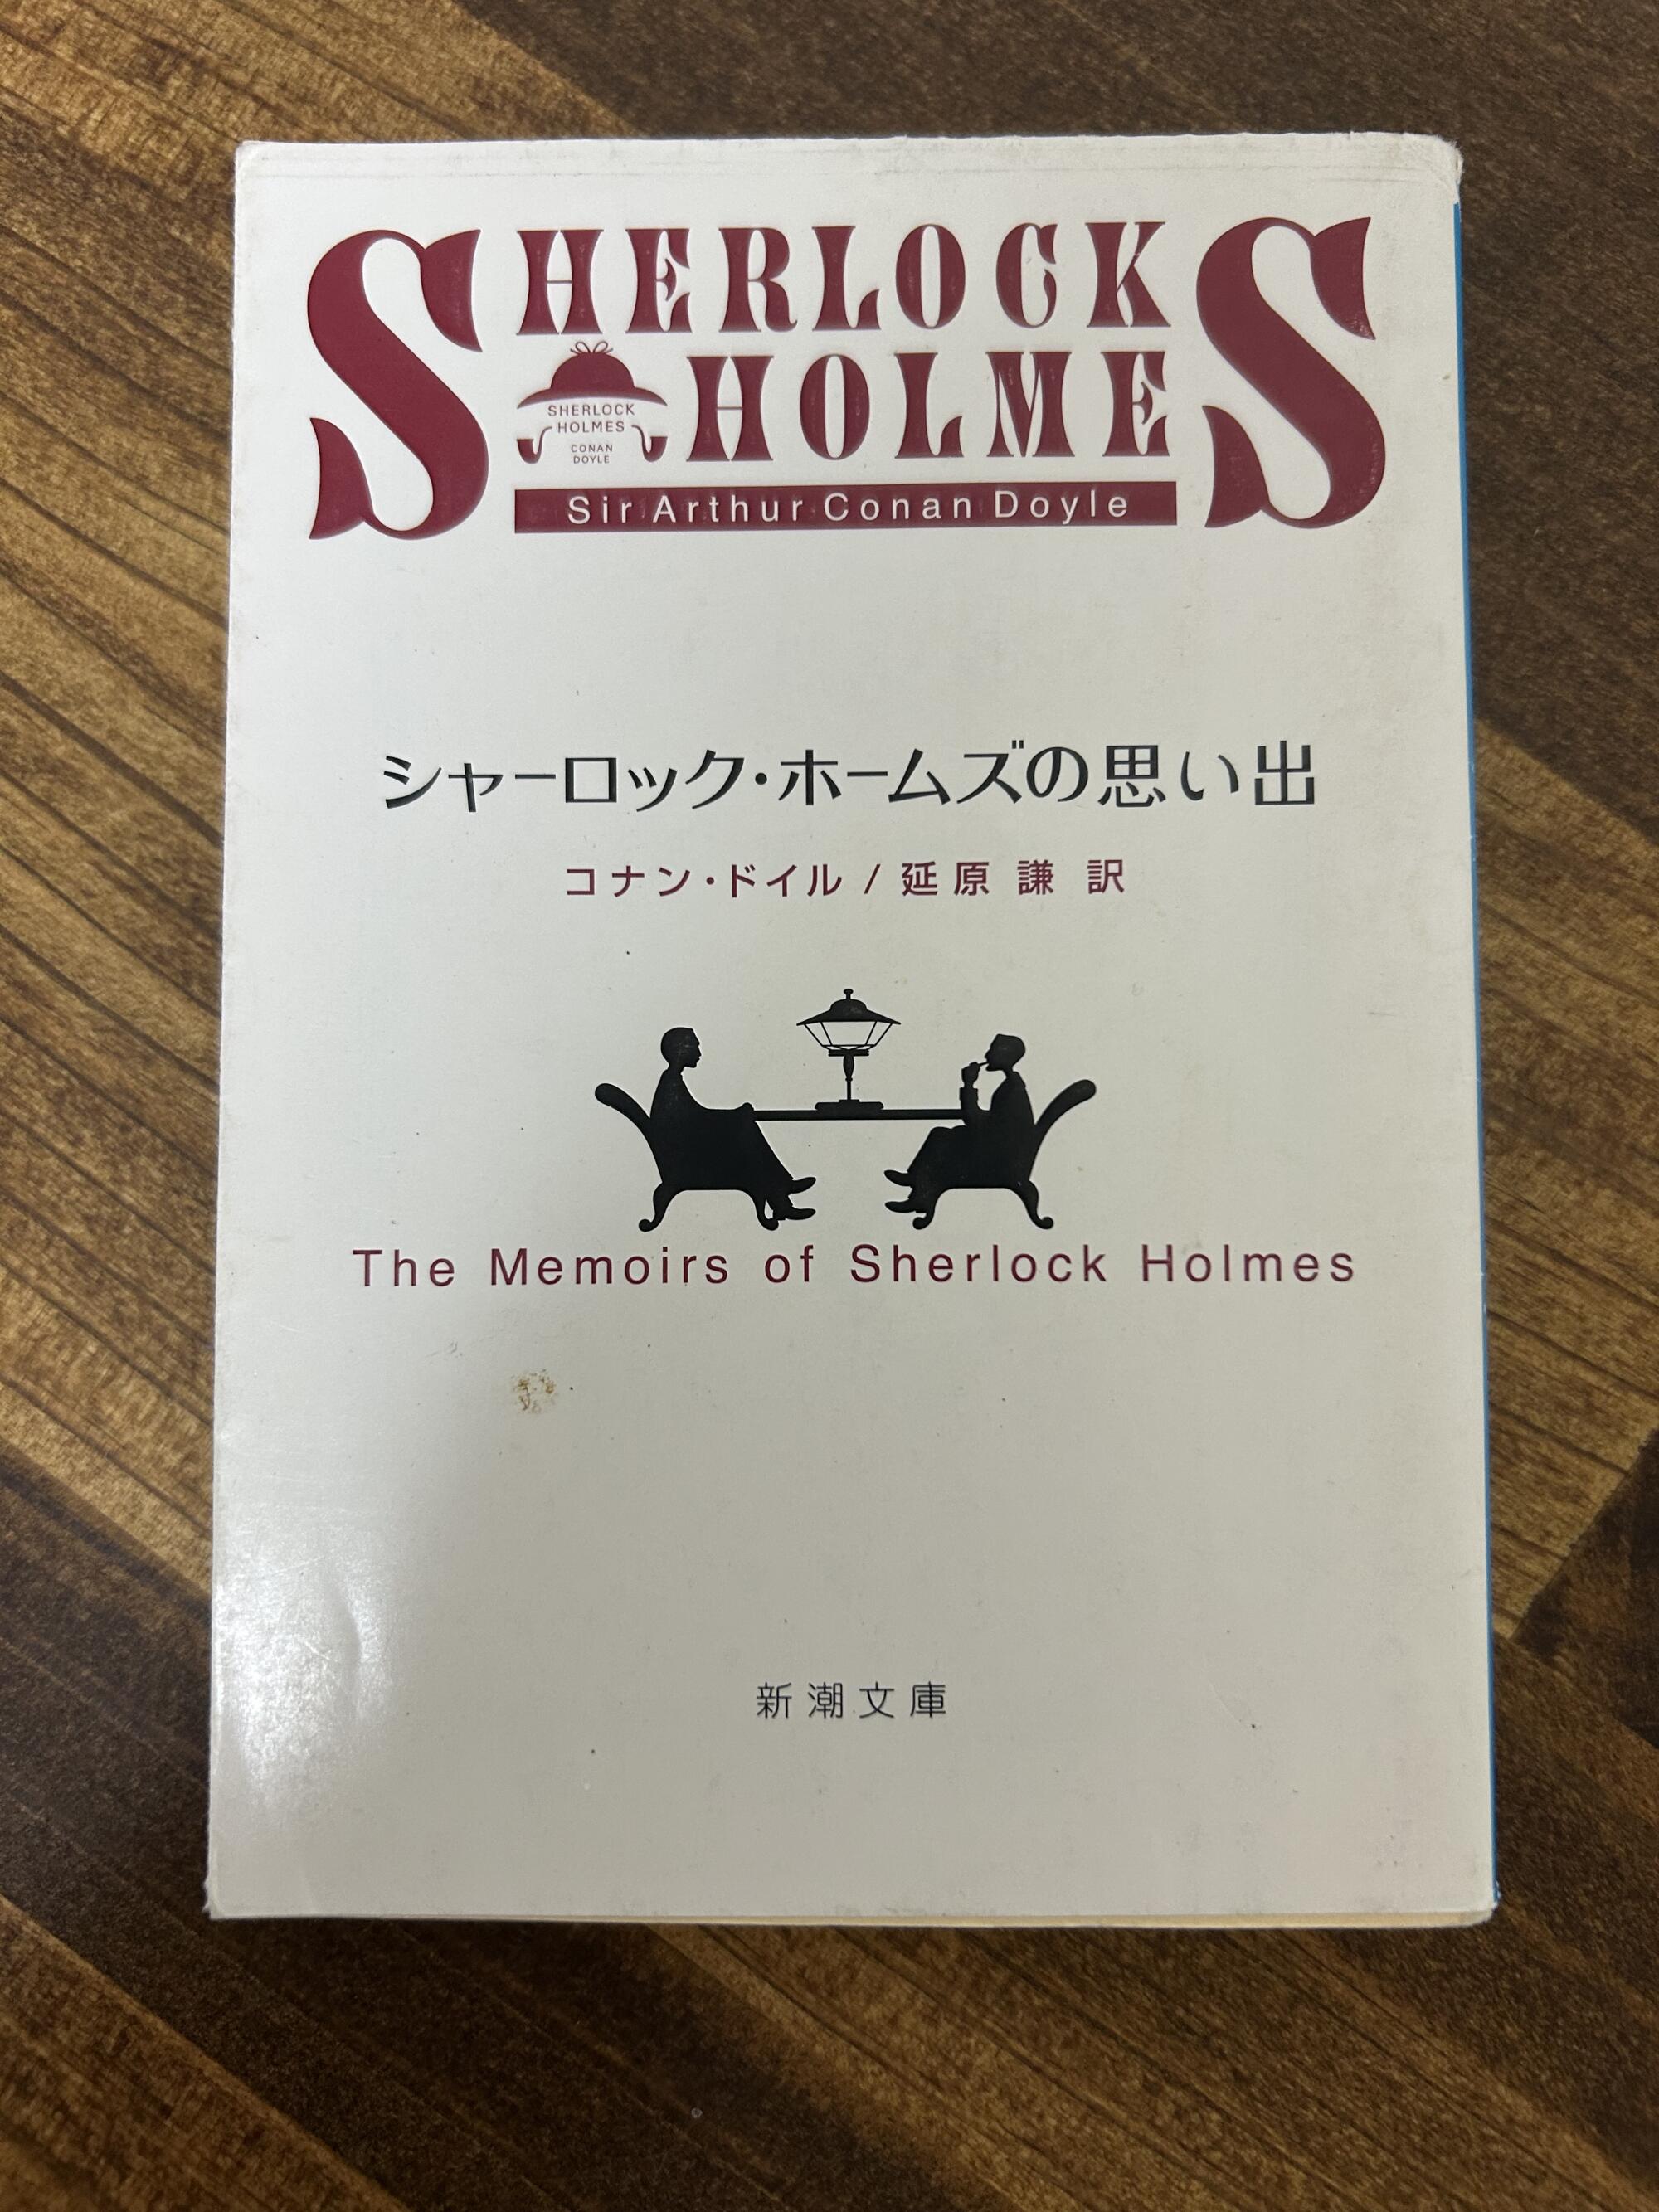 SHERLOCK
HOLMES
SHERLOCK
HOLMES
CONAN
DOYLE
Sir Arthur Conan Doyle
シャーロック・ホームズの思い出
コナン・ドイル / 延原 謙 訳
The Memoirs of Sherlock Holmes
新潮文庫